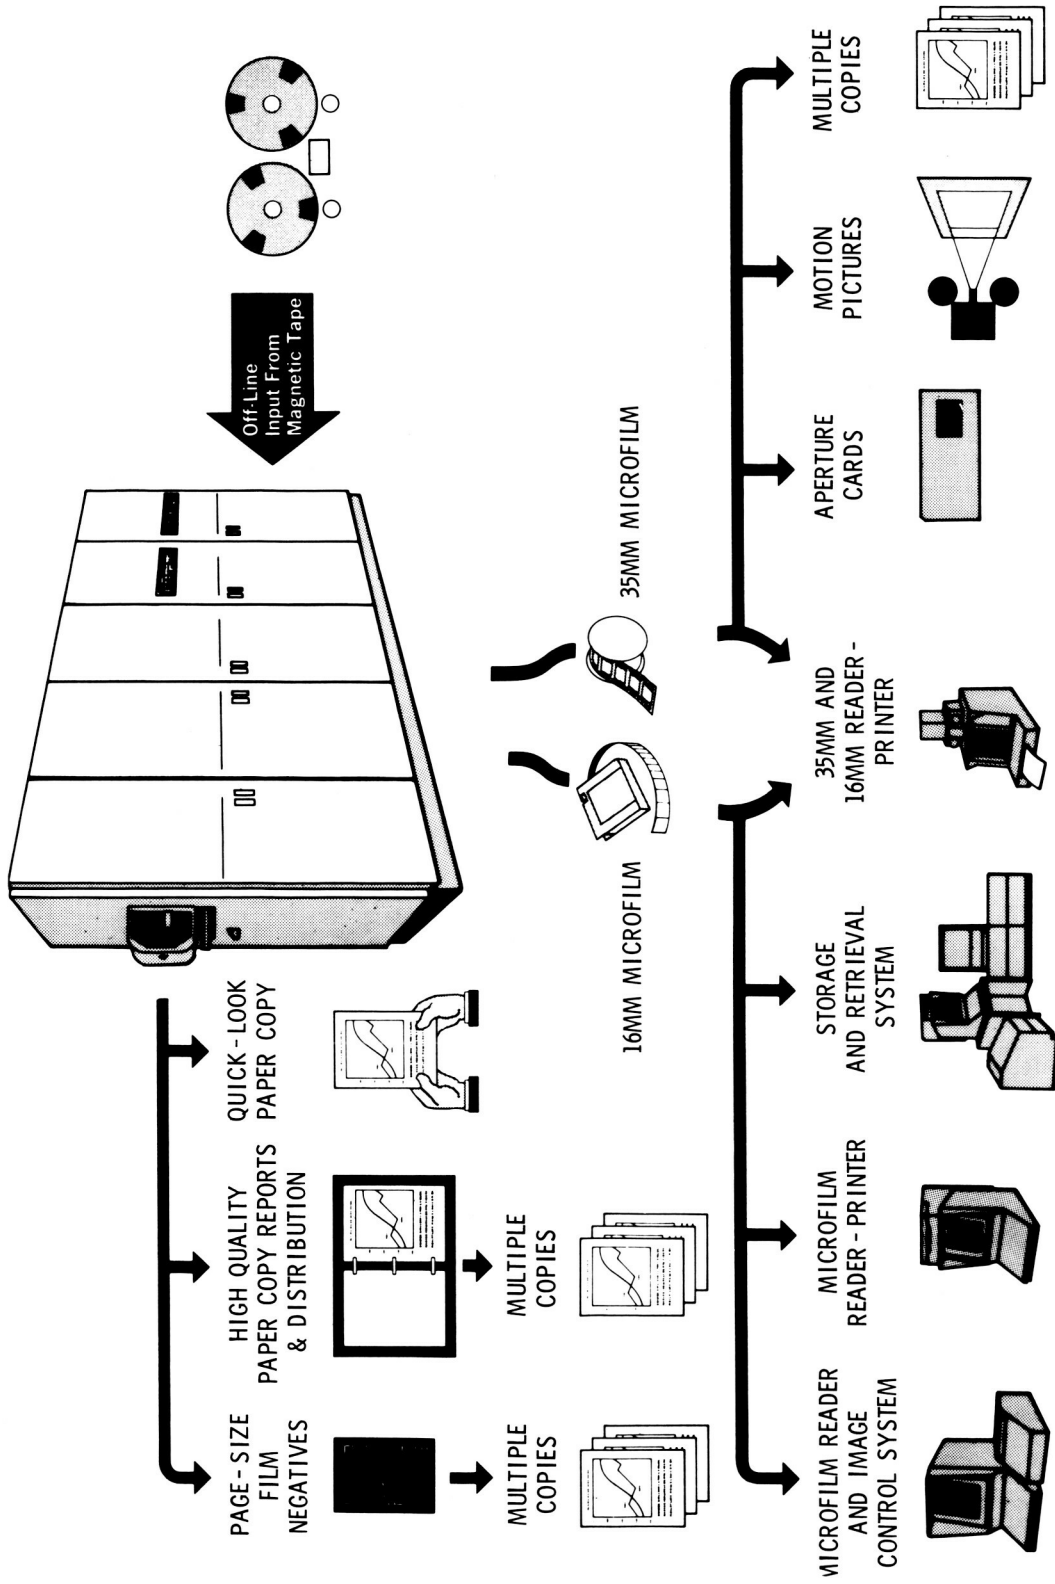 Off-Line
Input From
Magnetic Tape
QUICK-LOOK
PAPER COPY
HIGH QUALITY
PAPER COPY REPORTS
& DISTRIBUTION
PAGE-SIZE
FILM
NEGATIVES
MULTIPLE
COPIES
MULTIPLE
COPIES
16MM MICROFILM
35MM MICROFILM
MICROFILM READER
AND IMAGE
CONTROL SYSTEM
MICROFILM
READER-PRINTER
STORAGE
AND RETRIEVAL
SYSTEM
35MM AND
16MM READER-
PRINTER
APERTURE
CARDS
MOTION
PICTURES
MULTIPLE
COPIES